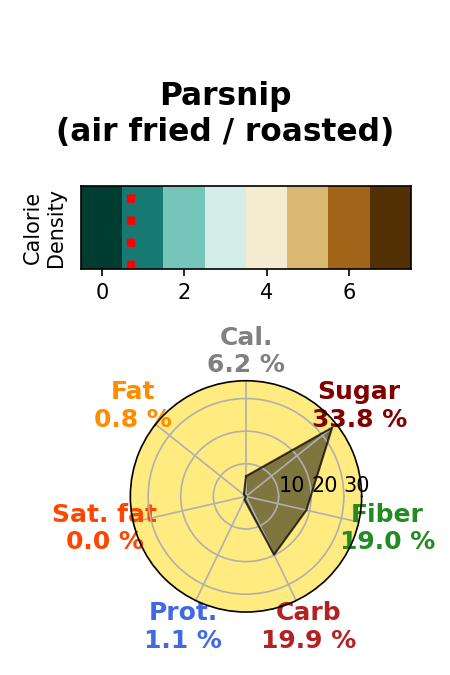 Parsnip
(air fried / roasted)
Calorie
Density
0 2 4 6
Cal.
6.2 %
Fat
0.8 %
Sugar
33.8 %
10 20 30
Sat. fat
0.0 %
Fiber
19.0 %
Prot.
1.1 %
Carb
19.9 %